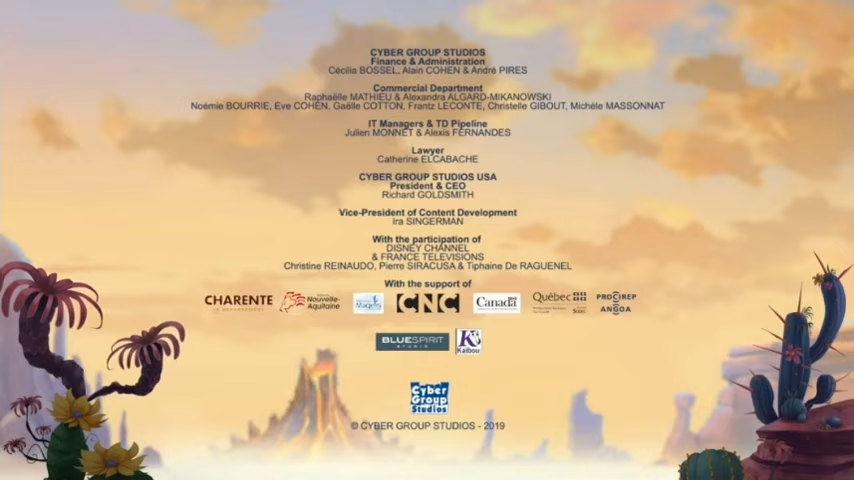 CYBER GROUP STUDIOS
Finance & Administration
Cécilia BOSSEL, Alain COHEN & André PIRES
Commercial Department
Raphaëlle MATHIEU & Alexandra ALGARD-MIKANOWSKI
Noémie BOURRIE, Eve COHEN, Gaëlle COTTON, Frantz LECONTE, Christelle GIBOUT, Michèle MASSONNAT
IT Managers & TD Pipeline
Julien MONNET & Alexis FERNANDES
Lawyer
Catherine ELCABACHE
CYBER GROUP STUDIOS USA
President & CEO
Richard GOLDSMITH
Vice-President of Content Development
Ira SINGERMAN
With the participation of
DISNEY CHANNEL
& FRANCE TELEVISIONS
Christine REINAUDO, Pierre SIRACUSA & Tiphaine De RAGUENEL
With the support of
CHARENTE
LE DÉPARTEMENT
Nouvelle-
Aquitaine
Magelis
CNC
Canada
Québec
PROCIREP
ANGOA
BLUESPIRIT
STUDIO
Kaibou
Cyber
Group
Studios
© CYBER GROUP STUDIOS - 2019